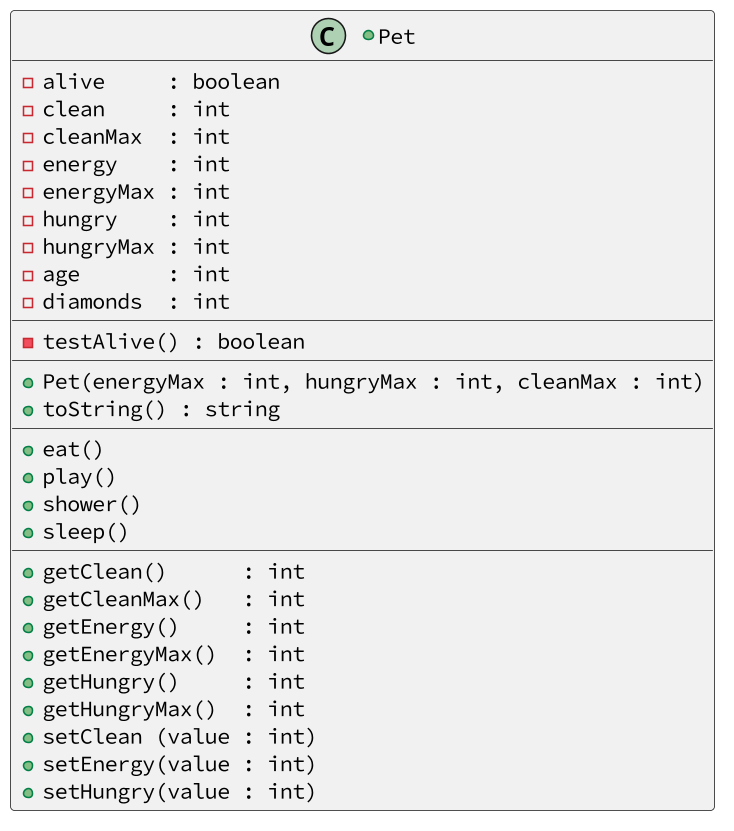 C Pet
alive : boolean
clean : int
cleanMax : int
energy : int
energyMax : int
hungry : int
hungryMax : int
age : int
diamonds : int
testAlive() : boolean
Pet(energyMax : int, hungryMax : int, cleanMax : int)
toString() : string
eat()
play()
shower()
sleep()
getClean() : int
getCleanMax() : int
getEnergy() : int
getEnergyMax() : int
getHungry() : int
getHungryMax() : int
setClean (value : int)
setEnergy(value : int)
setHungry(value : int)